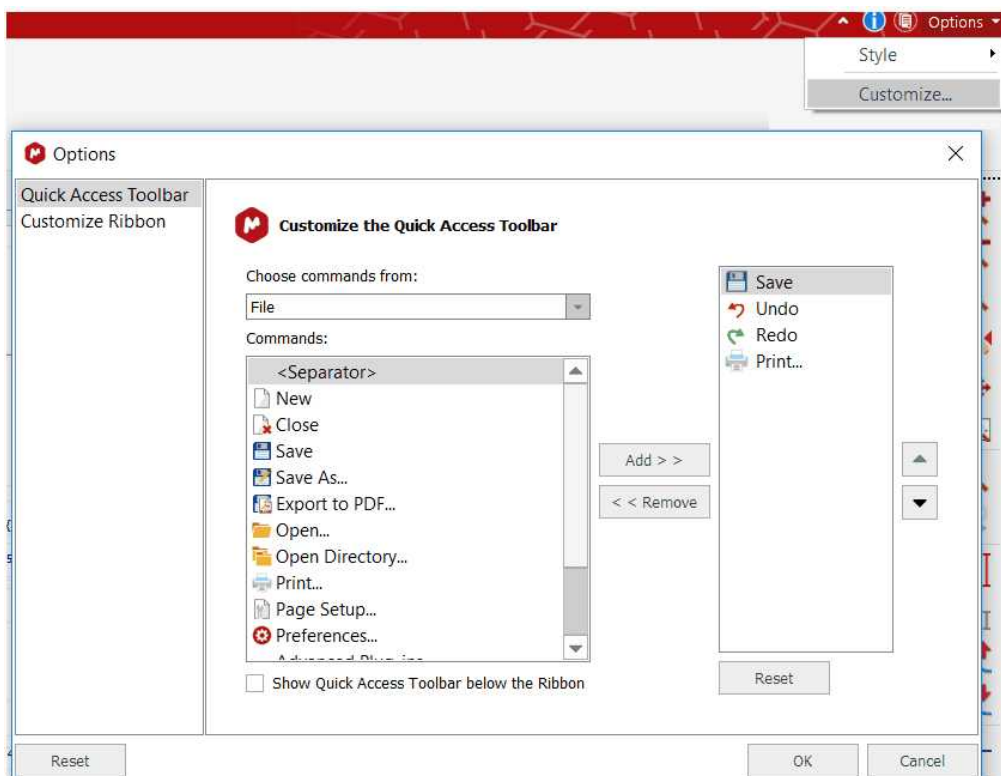 Options
Style
Customize...
Options
Quick Access Toolbar
Customize Ribbon
Customize the Quick Access Toolbar
Choose commands from:
File
Commands:
<Separator>
New
Close
Save
Save As...
Export to PDF...
Open...
Open Directory...
Print...
Page Setup...
Preferences...
Save
Undo
Redo
Print...
Add > >
< < Remove
Show Quick Access Toolbar below the Ribbon
Reset
Reset
OK
Cancel